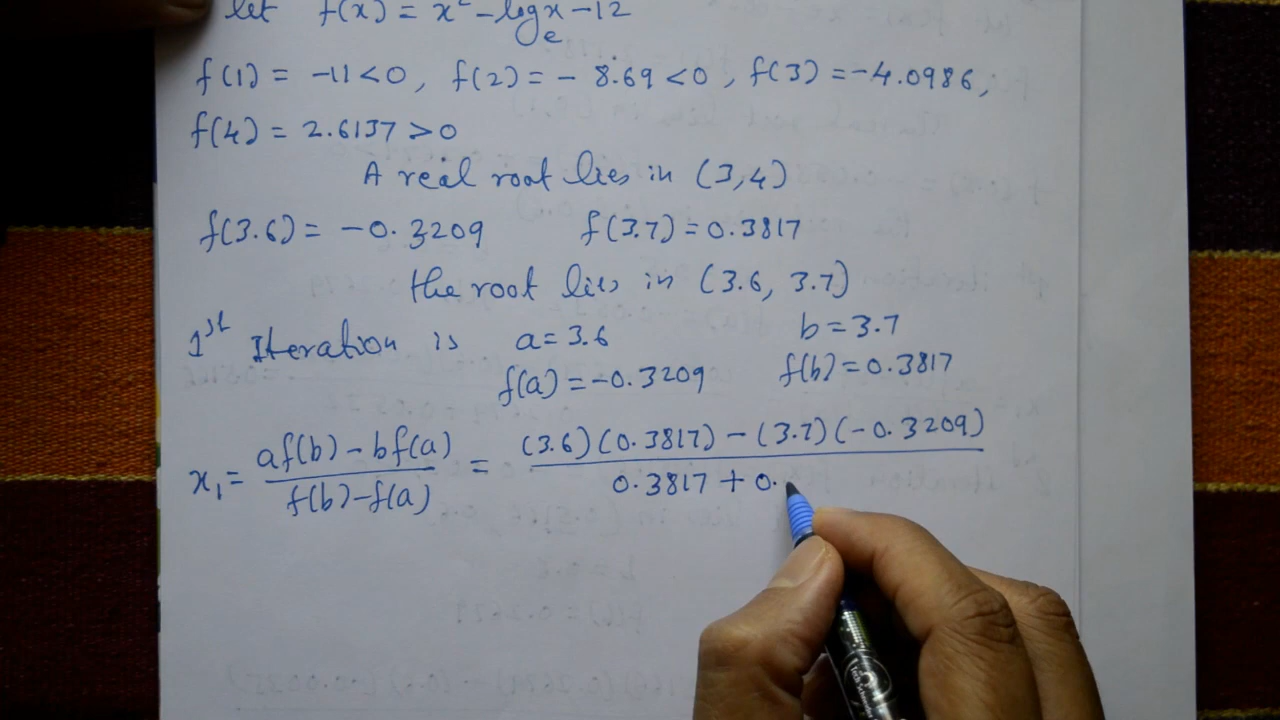 let f(x) = x² - logₑx - 12
f(1) = -11 < 0, f(2) = - 8.69 < 0, f(3) = -4.0986,
f(4) = 2.6137 > 0
A real root lies in (3,4)
f(3.6) = -0.3209 f(3.7) = 0.3817
the root lies in (3.6, 3.7)
1st Iteration is a = 3.6 b = 3.7
f(a) = -0.3209 f(b) = 0.3817
x₁ = (af(b) - bf(a))/(f(b) - f(a)) = ((3.6)(0.3817) - (3.7)(-0.3209))/(0.3817 + 0.